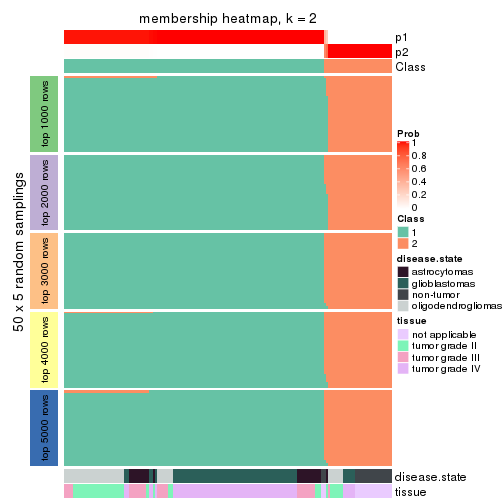 membership heatmap, k = 2
p1
p2
Class
50 x 5 random samplings
top 1000 rows
top 2000 rows
top 3000 rows
top 4000 rows
top 5000 rows
disease.state
tissue
Prob
1
0.8
0.6
0.4
0.2
0
Class
1
2
disease.state
astrocytomas
glioblastomas
non-tumor
oligodendrogliomas
tissue
not applicable
tumor grade II
tumor grade III
tumor grade IV